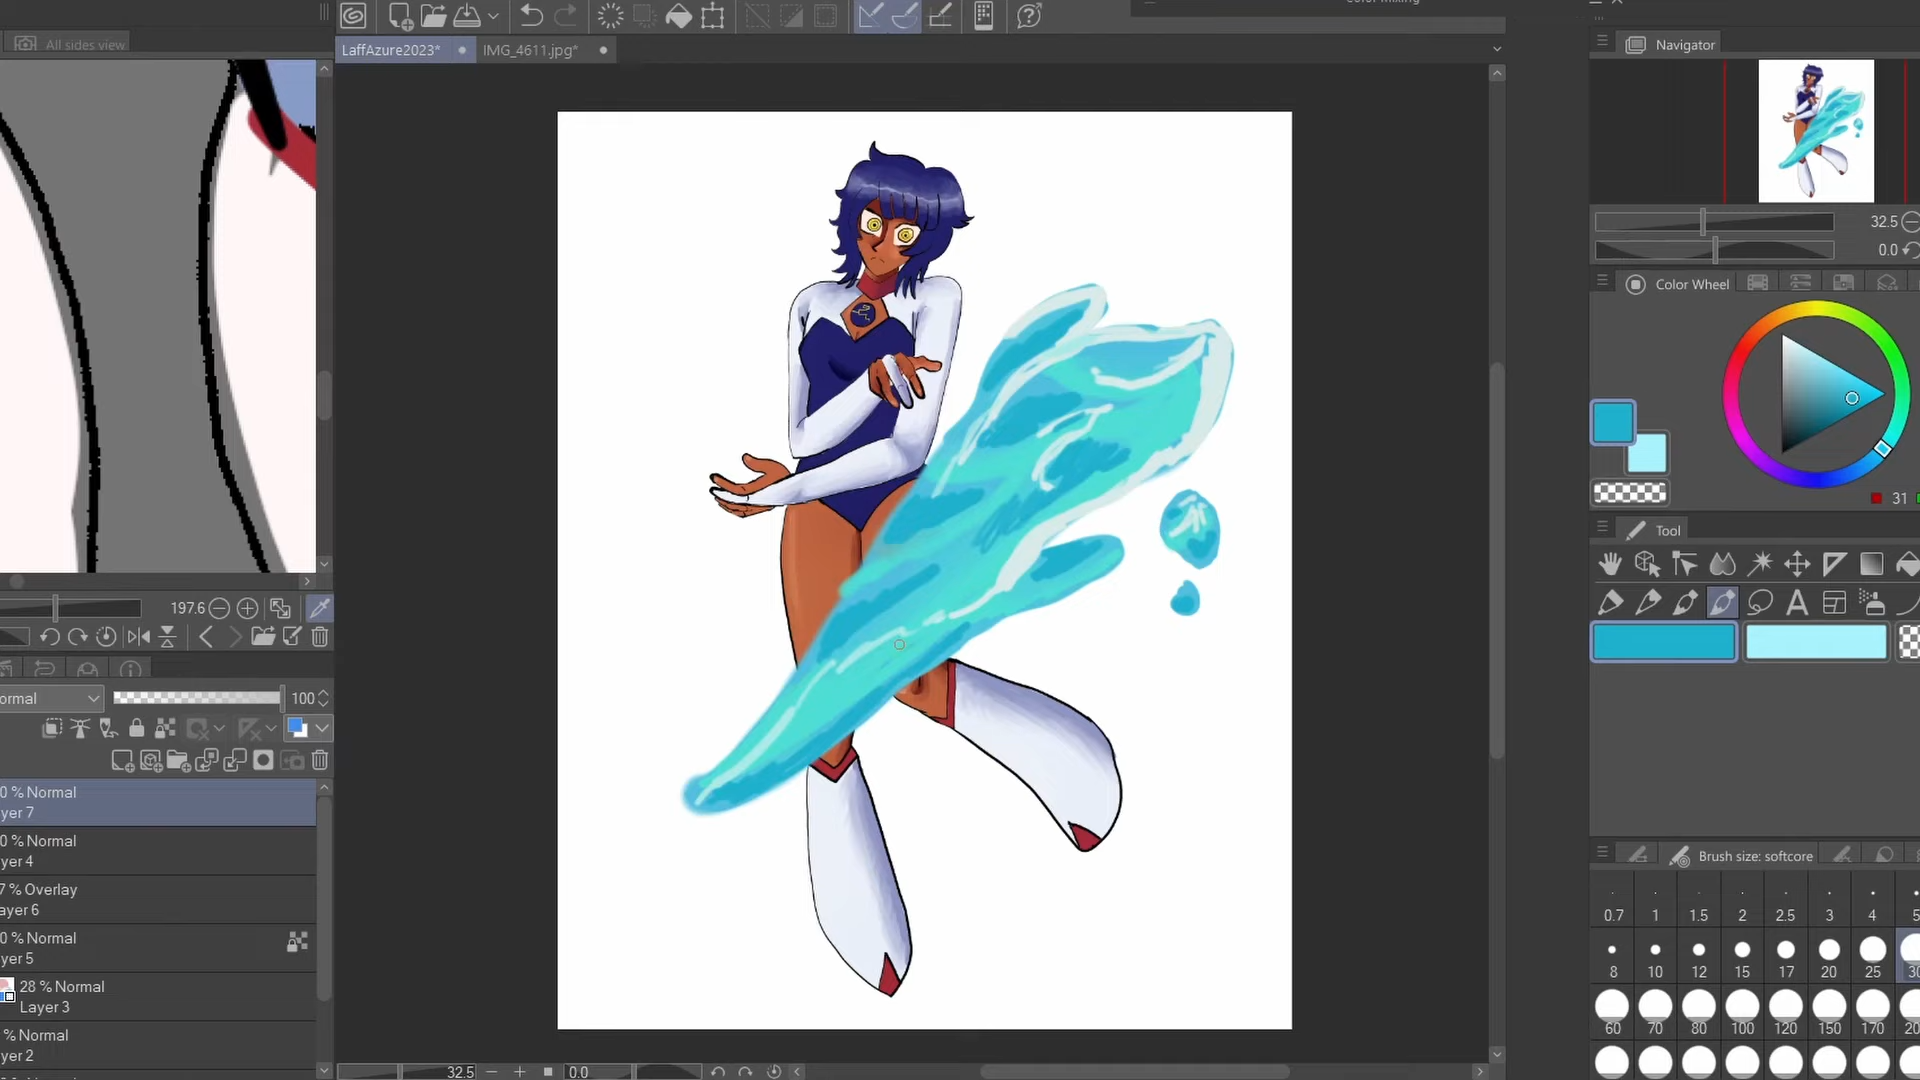 All sides view
LaffAzure2023*
IMG_4611.jpg*
Navigator
32.5
0.0
Color Wheel
31
Tool
197.6
ormal
100
0 % Normal
yer 7
0 % Normal
yer 4
7 % Overlay
ayer 6
0 % Normal
yer 5
28 % Normal
Layer 3
% Normal
yer 2
Brush size: softcore
0.7 1 1.5 2 2.5 3 4 5
8 10 12 15 17 20 25 30
60 70 80 100 120 150 170 20
32.5
0.0